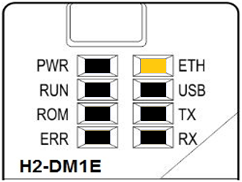 PWR ETH
RUN USB
ROM TX
ERR RX
H2-DM1E